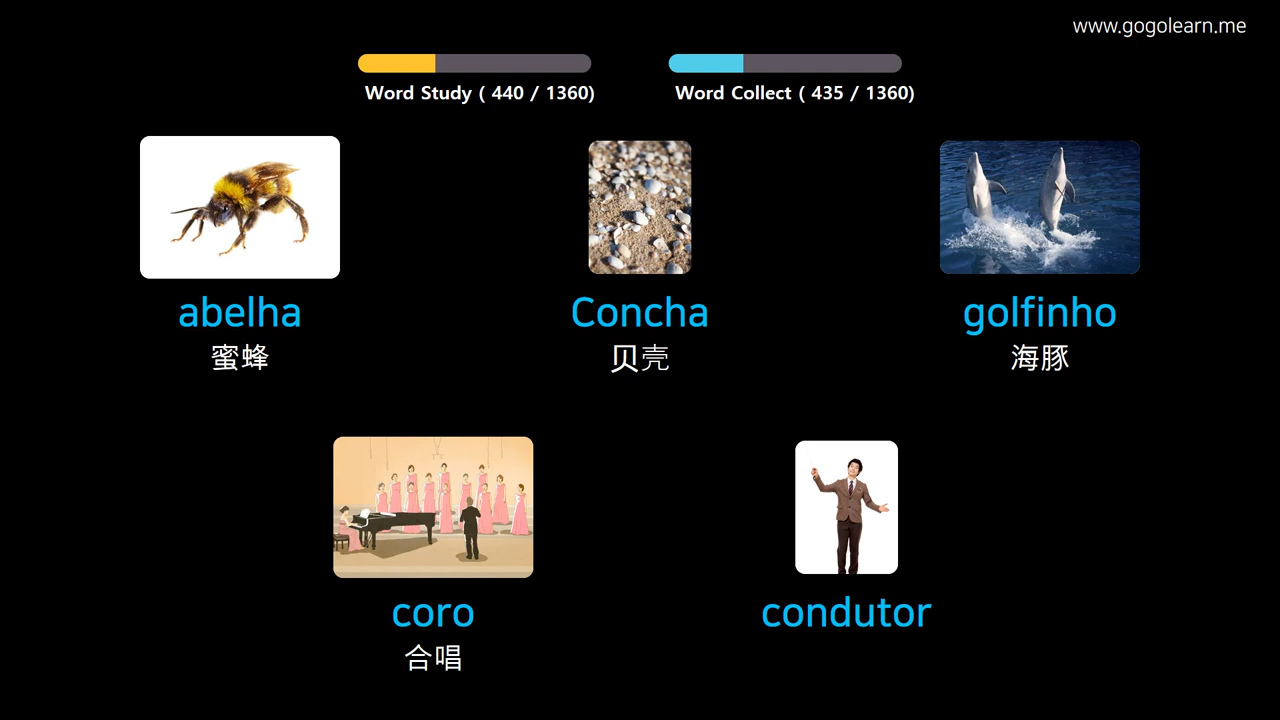 www.gogolearn.me
Word Study ( 440 / 1360)
Word Collect ( 435 / 1360)
abelha
蜜蜂
Concha
贝壳
golfinho
海豚
coro
合唱
condutor